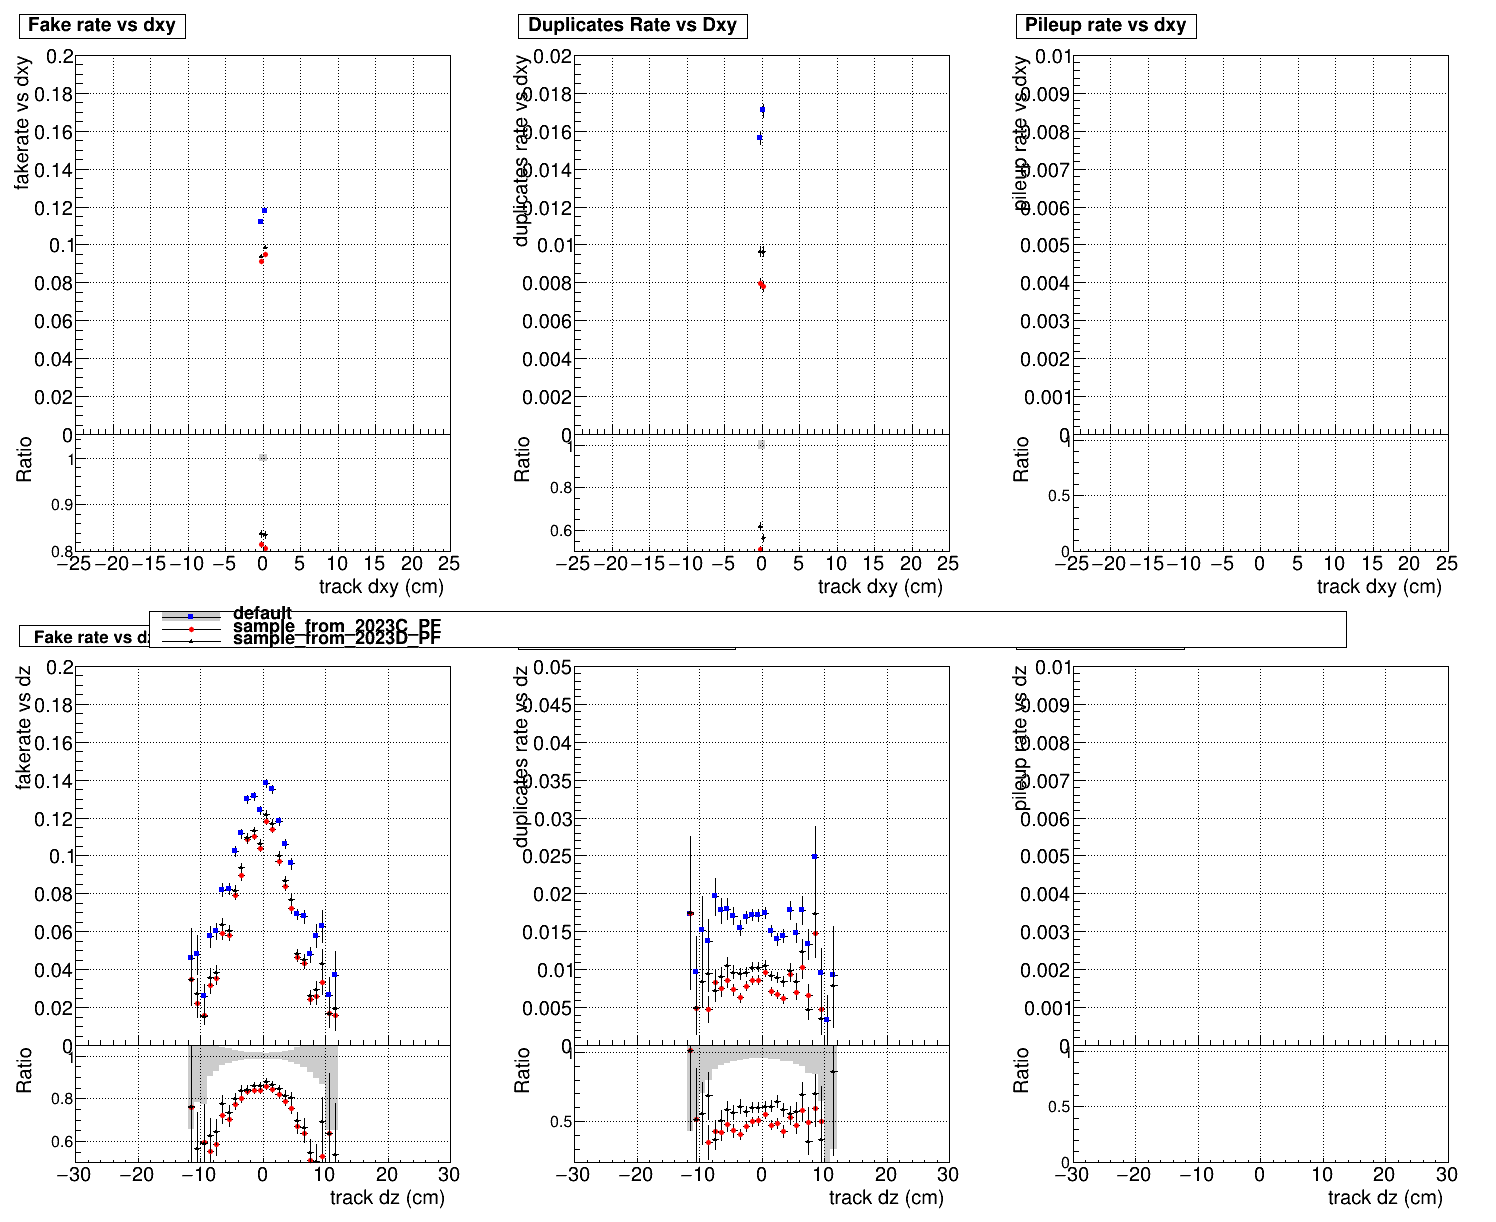 Fake rate vs dxy
Duplicates Rate vs Dxy
Pileup rate vs dxy
fakerate vs dxy
0.2
0.18
0.16
0.14
0.12
0.1
0.08
0.06
0.04
0.02
0
Ratio
1
0.9
0.8
−25 −20 −15 −10 −5 0 5 10 15 20 25
track dxy (cm)
duplicates rate vs dxy
0.02
0.018
0.016
0.014
0.012
0.01
0.008
0.006
0.004
0.002
0
Ratio
1
0.8
0.6
−25 −20 −15 −10 −5 0 5 10 15 20 25
track dxy (cm)
pileup rate vs dxy
0.01
0.009
0.008
0.007
0.006
0.005
0.004
0.003
0.002
0.001
0
Ratio
1
0.5
0
−25 −20 −15 −10 −5 0 5 10 15 20 25
track dxy (cm)
default
sample_from_2023C_PF
sample_from_2023D_PF
Fake rate vs dz
fakerate vs dz
0.2
0.18
0.16
0.14
0.12
0.1
0.08
0.06
0.04
0.02
0
Ratio
1
0.8
0.6
−30 −20 −10 0 10 20 30
track dz (cm)
duplicates rate vs dz
0.05
0.045
0.04
0.035
0.03
0.025
0.02
0.015
0.01
0.005
0
Ratio
1
0.5
−30 −20 −10 0 10 20 30
track dz (cm)
pileup rate vs dz
0.01
0.009
0.008
0.007
0.006
0.005
0.004
0.003
0.002
0.001
0
Ratio
1
0.5
0
−30 −20 −10 0 10 20 30
track dz (cm)